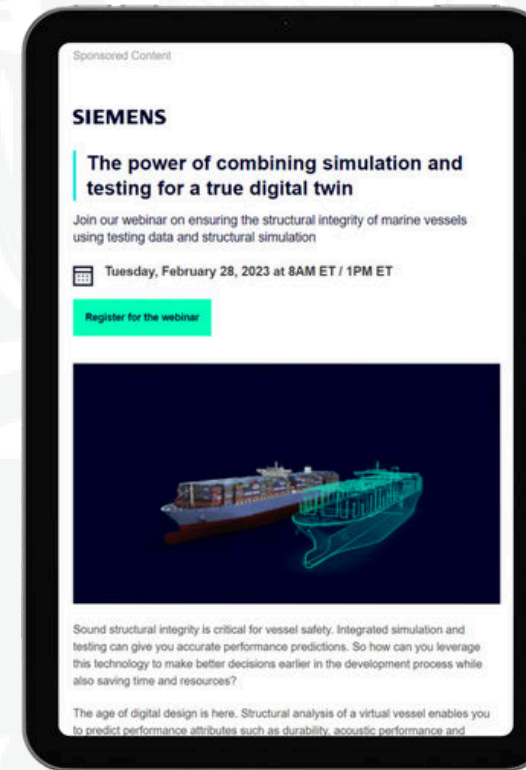 Sponsored Content
SIEMENS
The power of combining simulation and
testing for a true digital twin
Join our webinar on ensuring the structural integrity of marine vessels
using testing data and structural simulation
Tuesday, February 28, 2023 at 8AM ET / 1PM ET
Register for the webinar
Sound structural integrity is critical for vessel safety. Integrated simulation and
testing can give you accurate performance predictions. So how can you leverage
this technology to make better decisions earlier in the development process while
also saving time and resources?
The age of digital design is here. Structural analysis of a virtual vessel enables you
to predict performance attributes such as durability, acoustic performance and